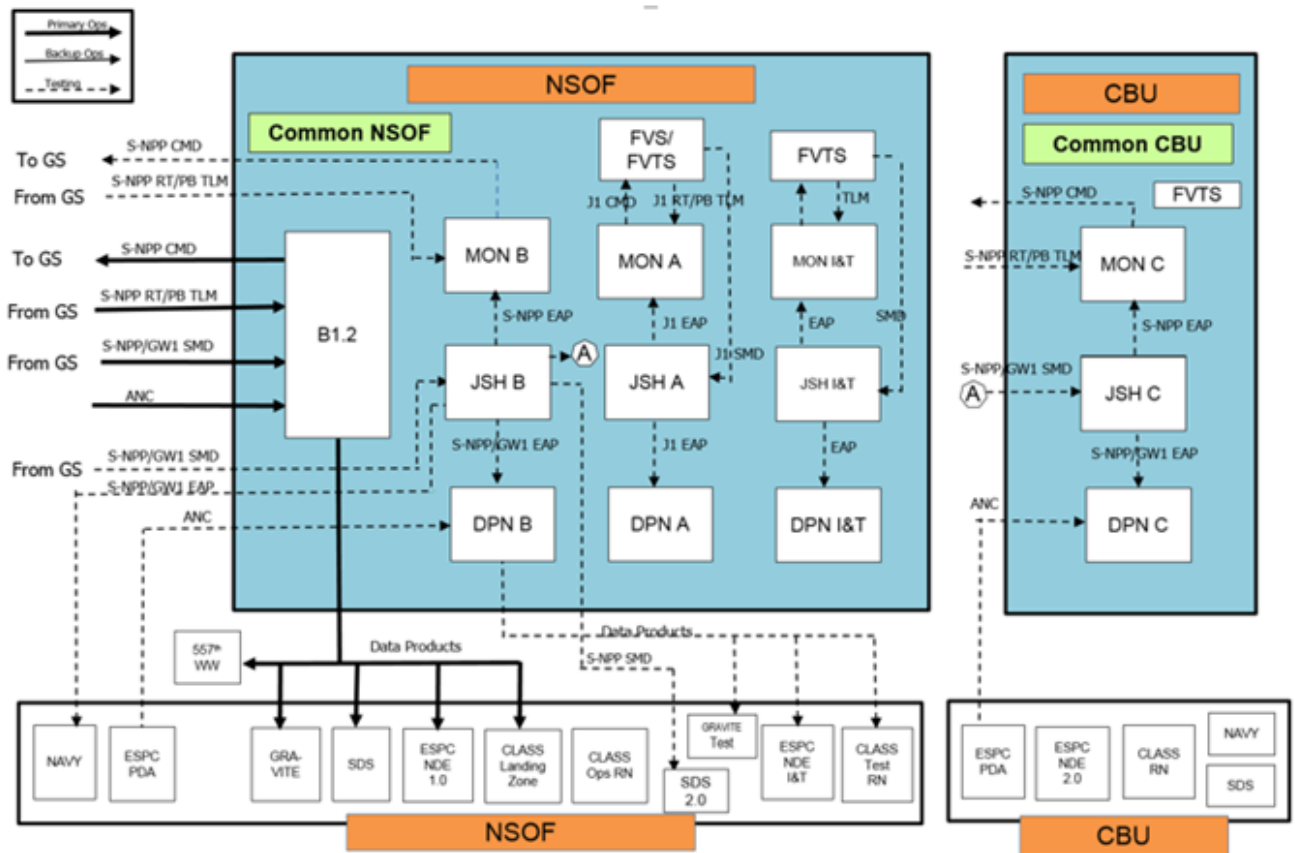 Primary Ops
Backup Ops
Testing
NSOF
Common NSOF
To GS
S-NPP CMD
From GS
S-NPP RT/PB TLM
To GS
S-NPP CMD
From GS
S-NPP RT/PB TLM
From GS
S-NPP/GW1 SMD
ANC
From GS
S-NPP/GW1 SMD
S-NPP/GW1 EAP
ANC
B1.2
MON B
S-NPP EAP
JSH B
A
S-NPP/GW1 EAP
DPN B
FVS/
FVTS
J1 CMD
J1 RT/PB TLM
MON A
J1 EAP
J1 SMD
JSH A
J1 EAP
DPN A
FVTS
TLM
MON I&T
EAP
SMD
JSH I&T
EAP
DPN I&T
CBU
Common CBU
S-NPP CMD
FVTS
S-NPP RT/PB TLM
MON C
S-NPP EAP
S-NPP/GW1 SMD
A
JSH C
S-NPP/GW1 EAP
ANC
DPN C
557th
WW
Data Products
Data Products
S-NPP SMD
NAVY
ESPC
PDA
GRA-
VITE
SDS
ESPC
NDE
1.0
CLASS
Landing
Zone
CLASS
Ops RN
SDS
2.0
GRAVITE
Test
ESPC
NDE
I&T
CLASS
Test
RN
NSOF
ESPC
PDA
ESPC
NDE
2.0
CLASS
RN
NAVY
SDS
CBU